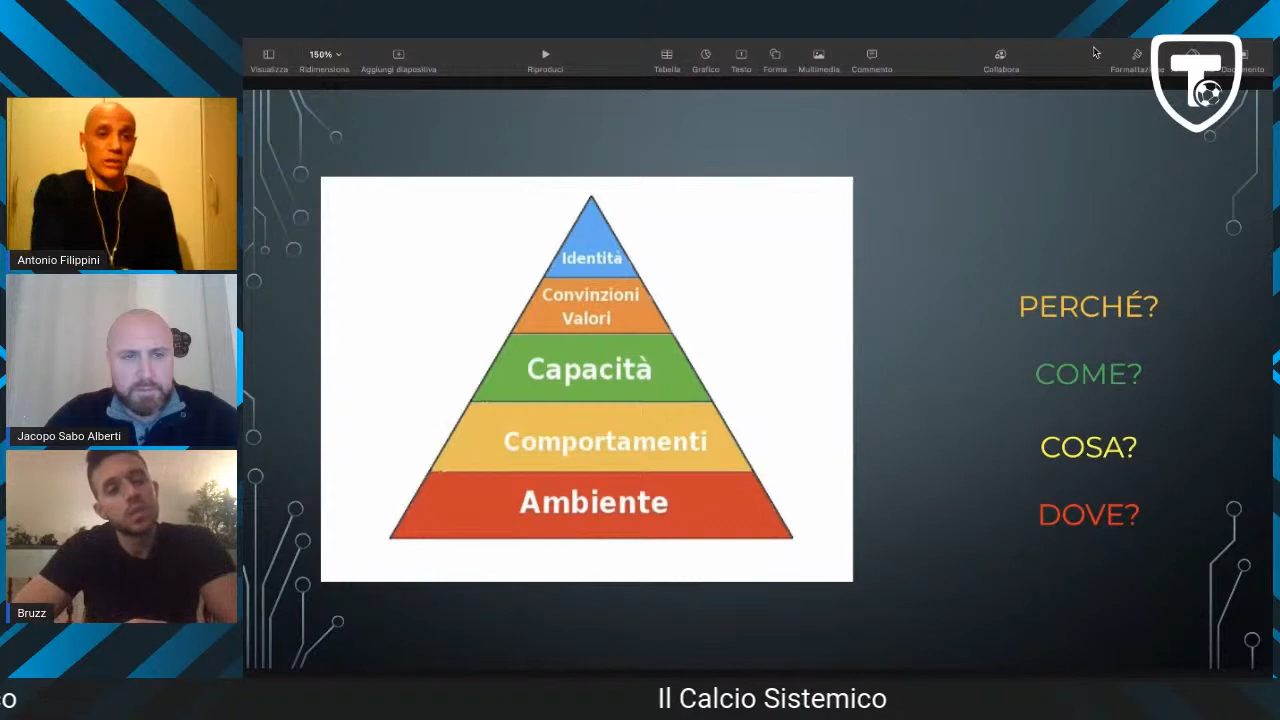 Visualizza
150%
Ridimensiona
Aggiungi diapositiva
Riproduci
Tabella
Grafico
Testo
Forma
Multimedia
Commento
Collabora
T
Antonio Filippini
Jacopo Sabo Alberti
Bruzz
Identità
Convinzioni
Valori
Capacità
Comportamenti
Ambiente
PERCHÉ?
COME?
COSA?
DOVE?
Il Calcio Sistemico